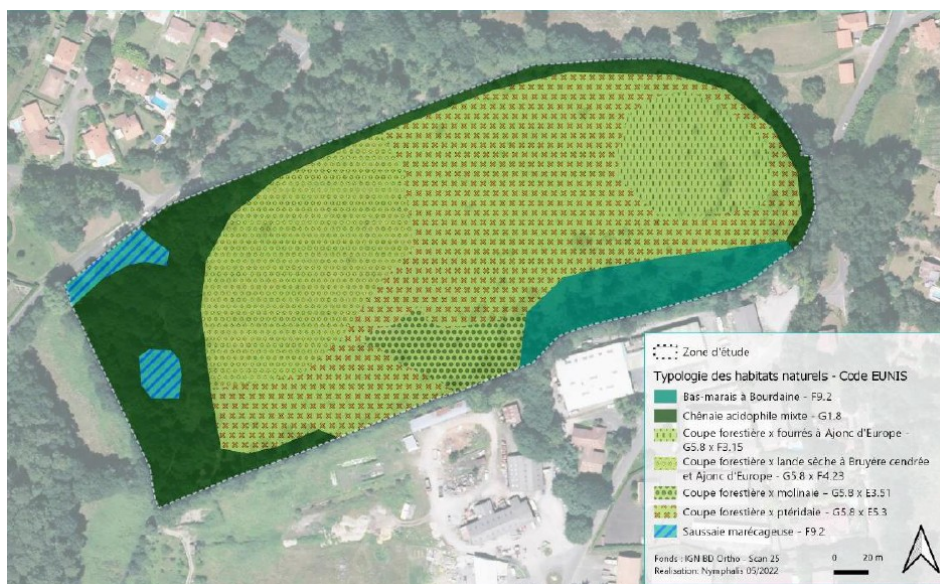 Zone d'étude
Typologie des habitats naturels - Code EUNIS
Bas-marais à Bourdaine - F9.2
Chênaie acidophile mixte - G1.8
Coupe forestière x fourrés à Ajonc d'Europe -
G5.8 x F3.15
Coupe forestière x lande sèche à Bruyère cendrée
et Ajonc d'Europe - G5.8 x F4.23
Coupe forestière x molinaie - G5.8 x E3.51
Coupe forestière x ptéridaie - G5.8 x E5.3
Saussaie marécageuse - F9.2
Fonds : IGN BD Ortho - Scan 25
Réalisation: Nymphalis 05/2022
0 20 m